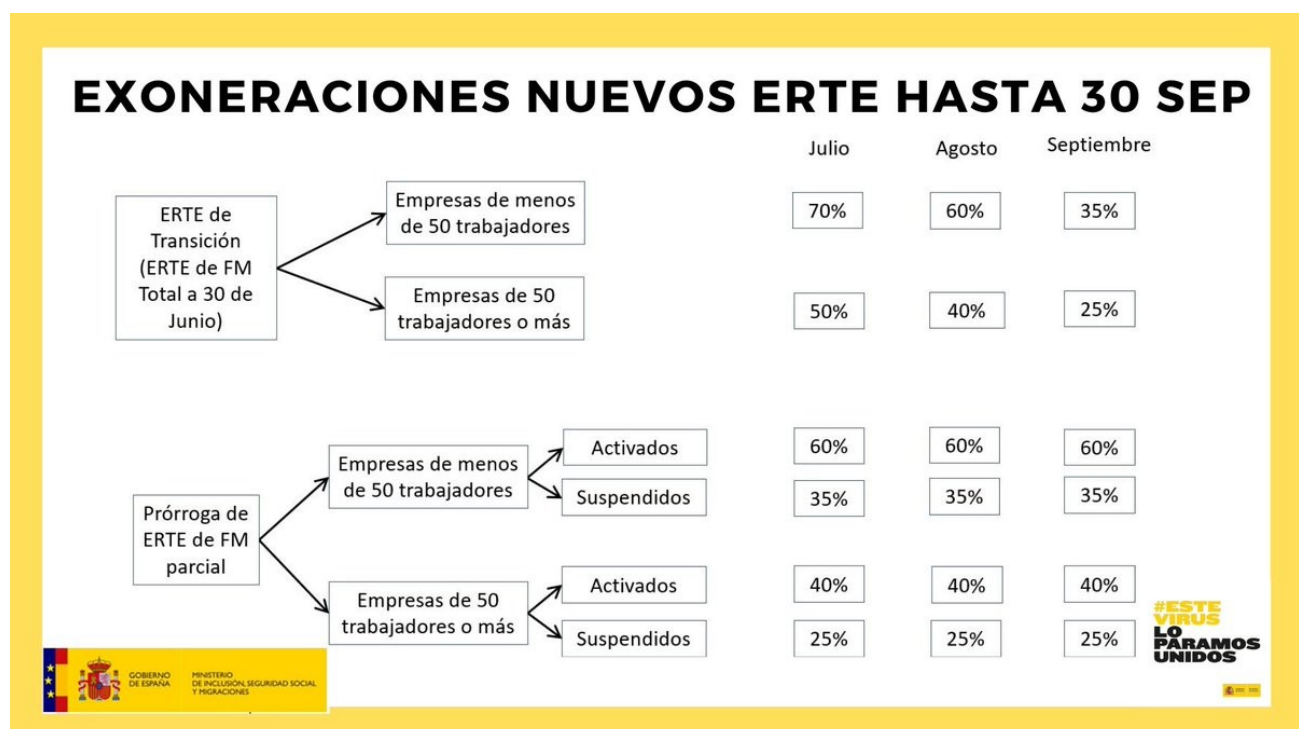 EXONERACIONES NUEVOS ERTE HASTA 30 SEP
Julio Agosto Septiembre
ERTE de
Transición
(ERTE de FM
Total a 30 de
Junio)
Empresas de menos
de 50 trabajadores
70% 60% 35%
Empresas de 50
trabajadores o más
50% 40% 25%
Prórroga de
ERTE de FM
parcial
Empresas de menos
de 50 trabajadores
Activados 60% 60% 60%
Suspendidos 35% 35% 35%
Empresas de 50
trabajadores o más
Activados 40% 40% 40%
Suspendidos 25% 25% 25%
#ESTE
VIRUS
LO
PARAMOS
UNIDOS
GOBIERNO
DE ESPAÑA
MINISTERIO
DE INCLUSIÓN, SEGURIDAD SOCIAL
Y MIGRACIONES